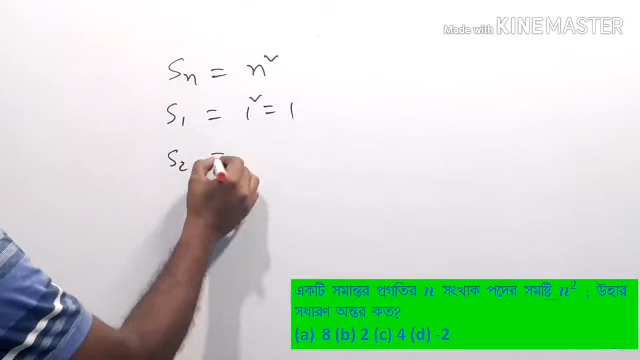 Made with KINEMASTER
Sn = n²
S₁ = 1² = 1
S₂ =
একটি সমান্তর প্রগতির n সংখ্যক পদের সমষ্টি n² ; উহার
সধারণ অন্তর কত?
(a) 8 (b) 2 (c) 4 (d) -2